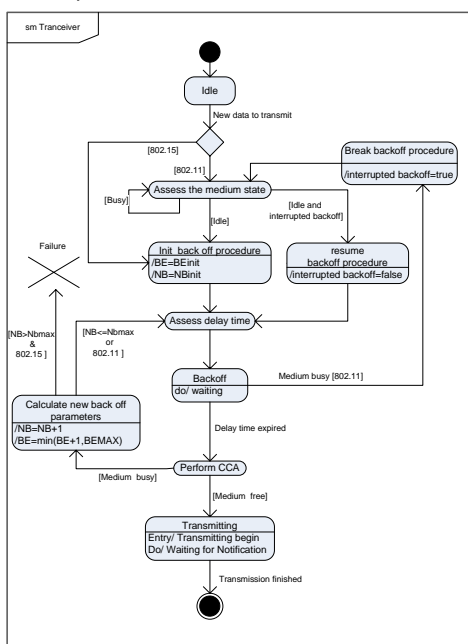 sm Tranceiver
Idle
New data to transmit
[802.15]
[802.11]
Break backoff procedure
/interrupted backoff=true
Assess the medium state
[Busy]
[Idle]
[Idle and
interrupted backoff]
Failure
Init back off procedure
/BE=BEinit
/NB=NBinit
resume
backoff procedure
/interrupted backoff=false
Assess delay time
[NB>Nbmax
&
802.15 ]
[NB<=Nbmax
or
802.11 ]
Backoff
do/ waiting
Medium busy [802.11]
Calculate new back off
parameters
/NB=NB+1
/BE=min(BE+1,BEMAX)
Delay time expired
Perform CCA
[Medium busy]
[Medium free]
Transmitting
Entry/ Transmitting begin
Do/ Waiting for Notification
Transmission finished